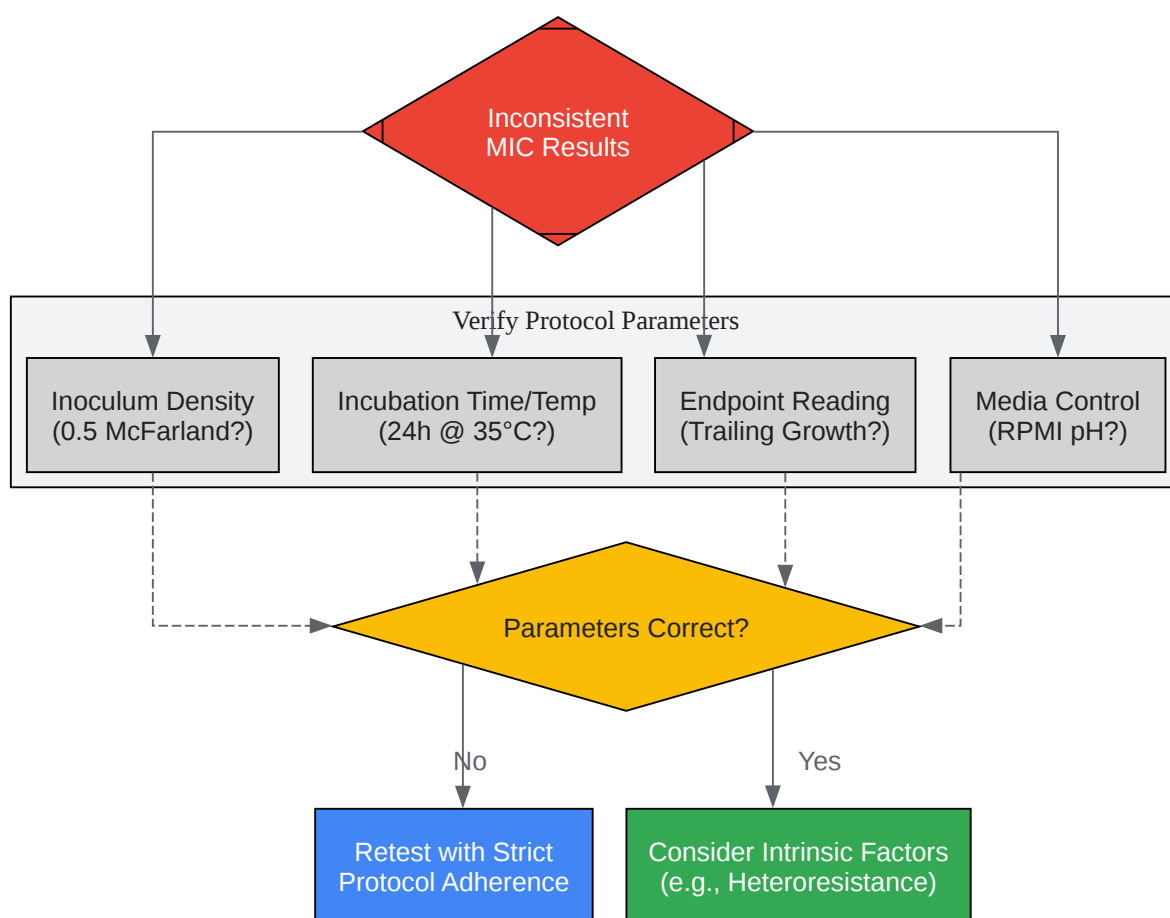 Inconsistent
MIC Results
Verify Protocol Parameters
Inoculum Density
(0.5 McFarland?)
Incubation Time/Temp
(24h @ 35°C?)
Endpoint Reading
(Trailing Growth?)
Media Control
(RPMI pH?)
Parameters Correct?
No
Yes
Retest with Strict
Protocol Adherence
Consider Intrinsic Factors
(e.g., Heteroresistance)